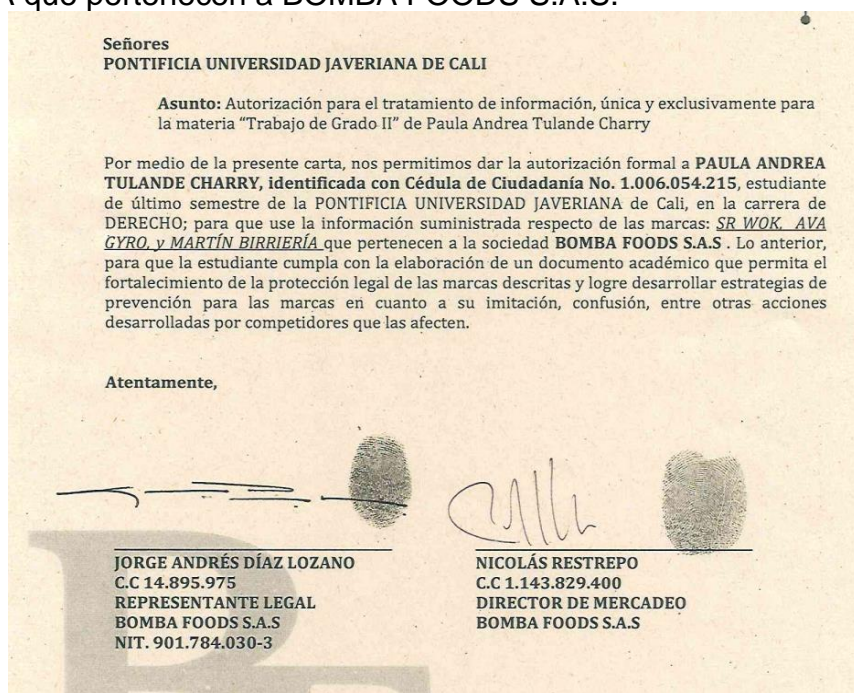 que pertenecen a BOMBA FOODS S.A.S.
Señores
PONTIFICIA UNIVERSIDAD JAVERIANA DE CALI
Asunto: Autorización para el tratamiento de información, única y exclusivamente para
la materia “Trabajo de Grado II” de Paula Andrea Tulande Charry
Por medio de la presente carta, nos permitimos dar la autorización formal a PAULA ANDREA
TULANDE CHARRY, identificada con Cédula de Ciudadanía No. 1.006.054.215, estudiante
de último semestre de la PONTIFICIA UNIVERSIDAD JAVERIANA de Cali, en la carrera de
DERECHO; para que use la información suministrada respecto de las marcas: SR WOK, AVA
GYRO, y MARTÍN BIRRIERÍA que pertenecen a la sociedad BOMBA FOODS S.A.S . Lo anterior,
para que la estudiante cumpla con la elaboración de un documento académico que permita el
fortalecimiento de la protección legal de las marcas descritas y logre desarrollar estrategias de
prevención para las marcas en cuanto a su imitación, confusión, entre otras acciones
desarrolladas por competidores que las afecten.
Atentamente,
JORGE ANDRÉS DÍAZ LOZANO
C.C 14.895.975
REPRESENTANTE LEGAL
BOMBA FOODS S.A.S
NIT. 901.784.030-3
NICOLÁS RESTREPO
C.C 1.143.829.400
DIRECTOR DE MERCADEO
BOMBA FOODS S.A.S